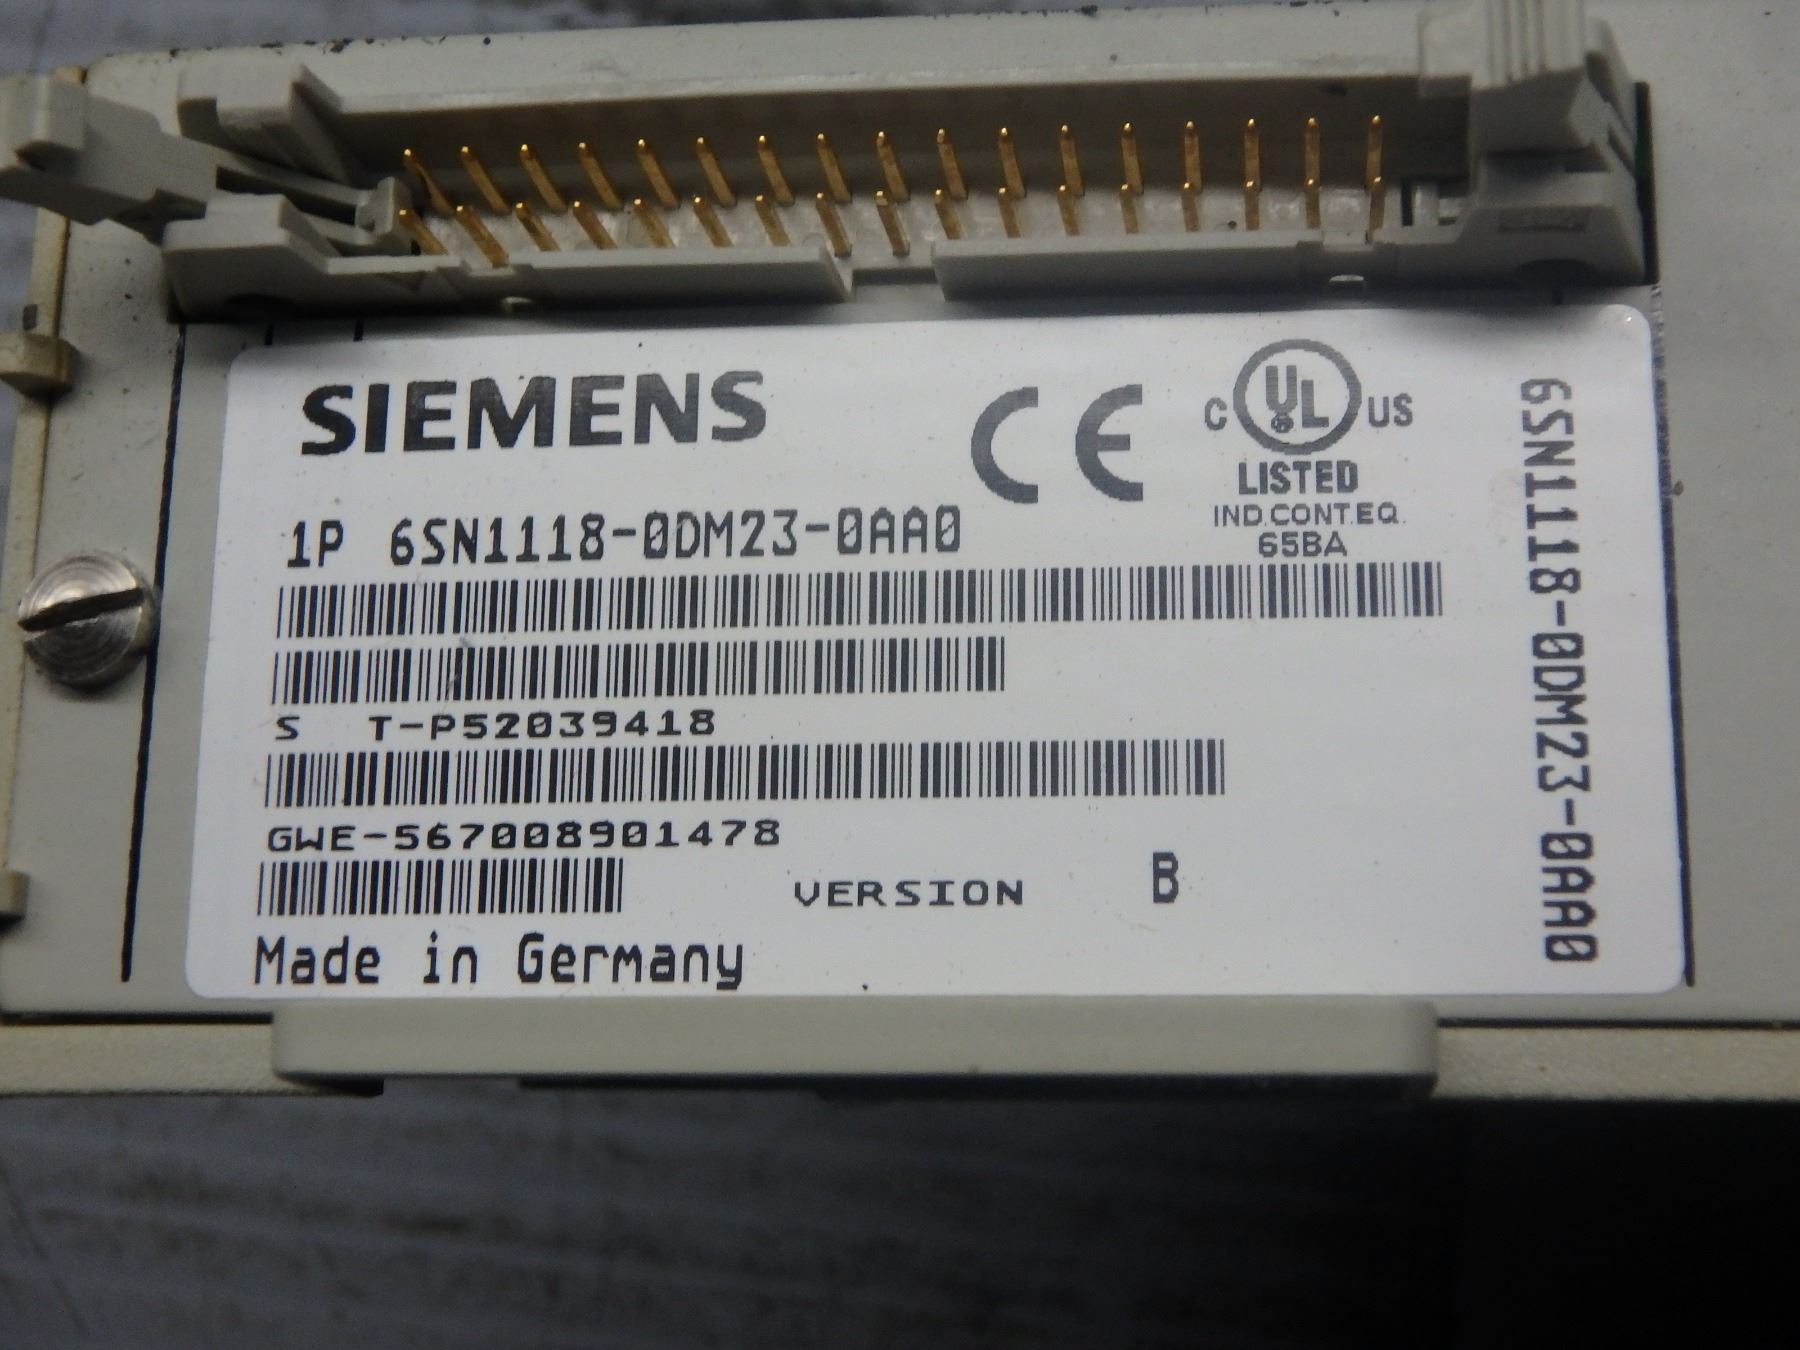 SIEMENS
CE
C UL US
LISTED
IND.CONT.EQ.
65BA
1P 6SN1118-0DM23-0AA0
S T-P52039418
GWE-567008901478
VERSION B
Made in Germany
6SN1118-0DM23-0AA0